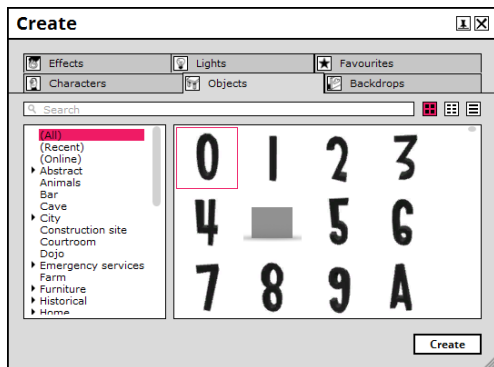 Create
Effects
Lights
Favourites
Characters
Objects
Backdrops
Search
(All)
(Recent)
(Online)
Abstract
Animals
Bar
Cave
City
Construction site
Courtroom
Dojo
Emergency services
Farm
Furniture
Historical
Home
0 1 2 3
4 5 6
7 8 9 A
Create